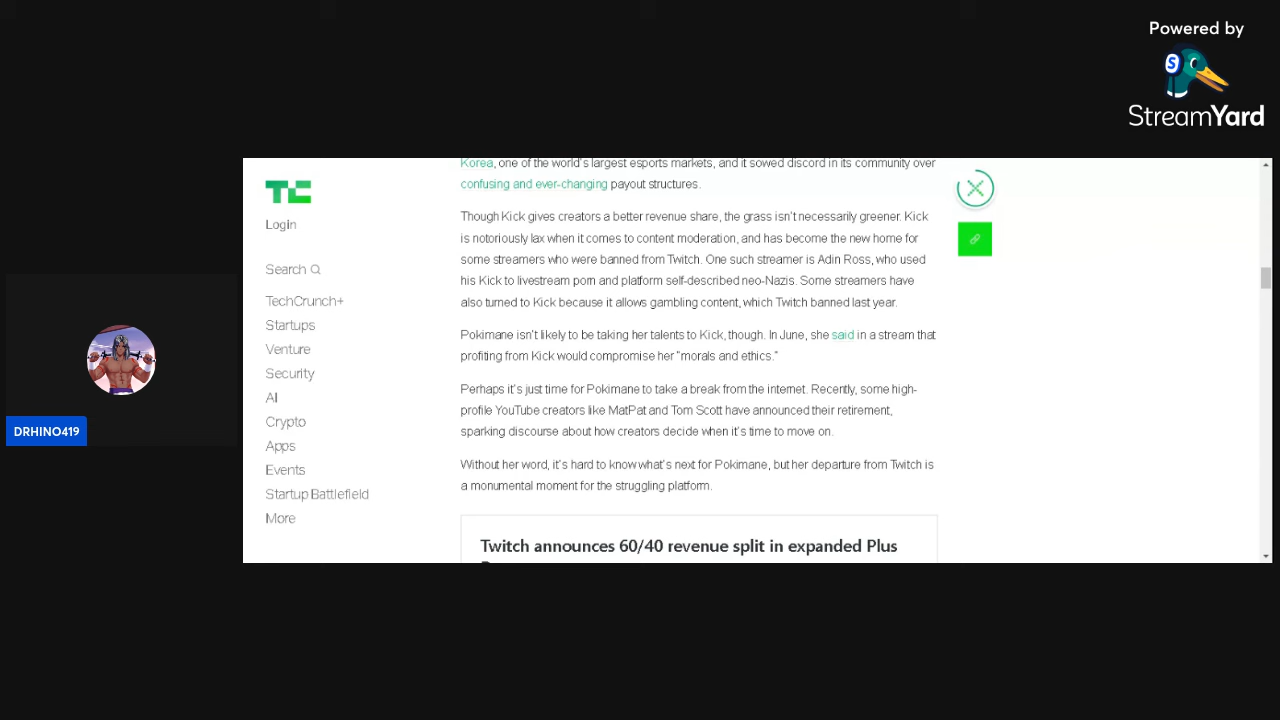 Powered by
StreamYard
Korea, one of the world's largest esports markets, and it sowed discord in its community over
confusing and ever-changing payout structures.
TC
Login
Search
TechCrunch+
Startups
Venture
Security
AI
Crypto
Apps
Events
Startup Battlefield
More
Though Kick gives creators a better revenue share, the grass isn't necessarily greener. Kick
is notoriously lax when it comes to content moderation, and has become the new home for
some streamers who were banned from Twitch. One such streamer is Adin Ross, who used
his Kick to livestream porn and platform self-described neo-Nazis. Some streamers have
also turned to Kick because it allows gambling content, which Twitch banned last year.
Pokimane isn't likely to be taking her talents to Kick, though. In June, she said in a stream that
profiting from Kick would compromise her "morals and ethics."
Perhaps it's just time for Pokimane to take a break from the internet. Recently, some high-
profile YouTube creators like MatPat and Tom Scott have announced their retirement,
sparking discourse about how creators decide when it's time to move on.
Without her word, it's hard to know what's next for Pokimane, but her departure from Twitch is
a monumental moment for the struggling platform.
Twitch announces 60/40 revenue split in expanded Plus
DRHINO419